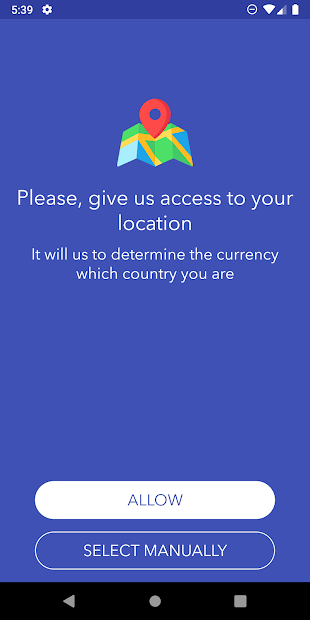 5:39
Please, give us access to your
location
It will us to determine the currency
which country you are
ALLOW
SELECT MANUALLY